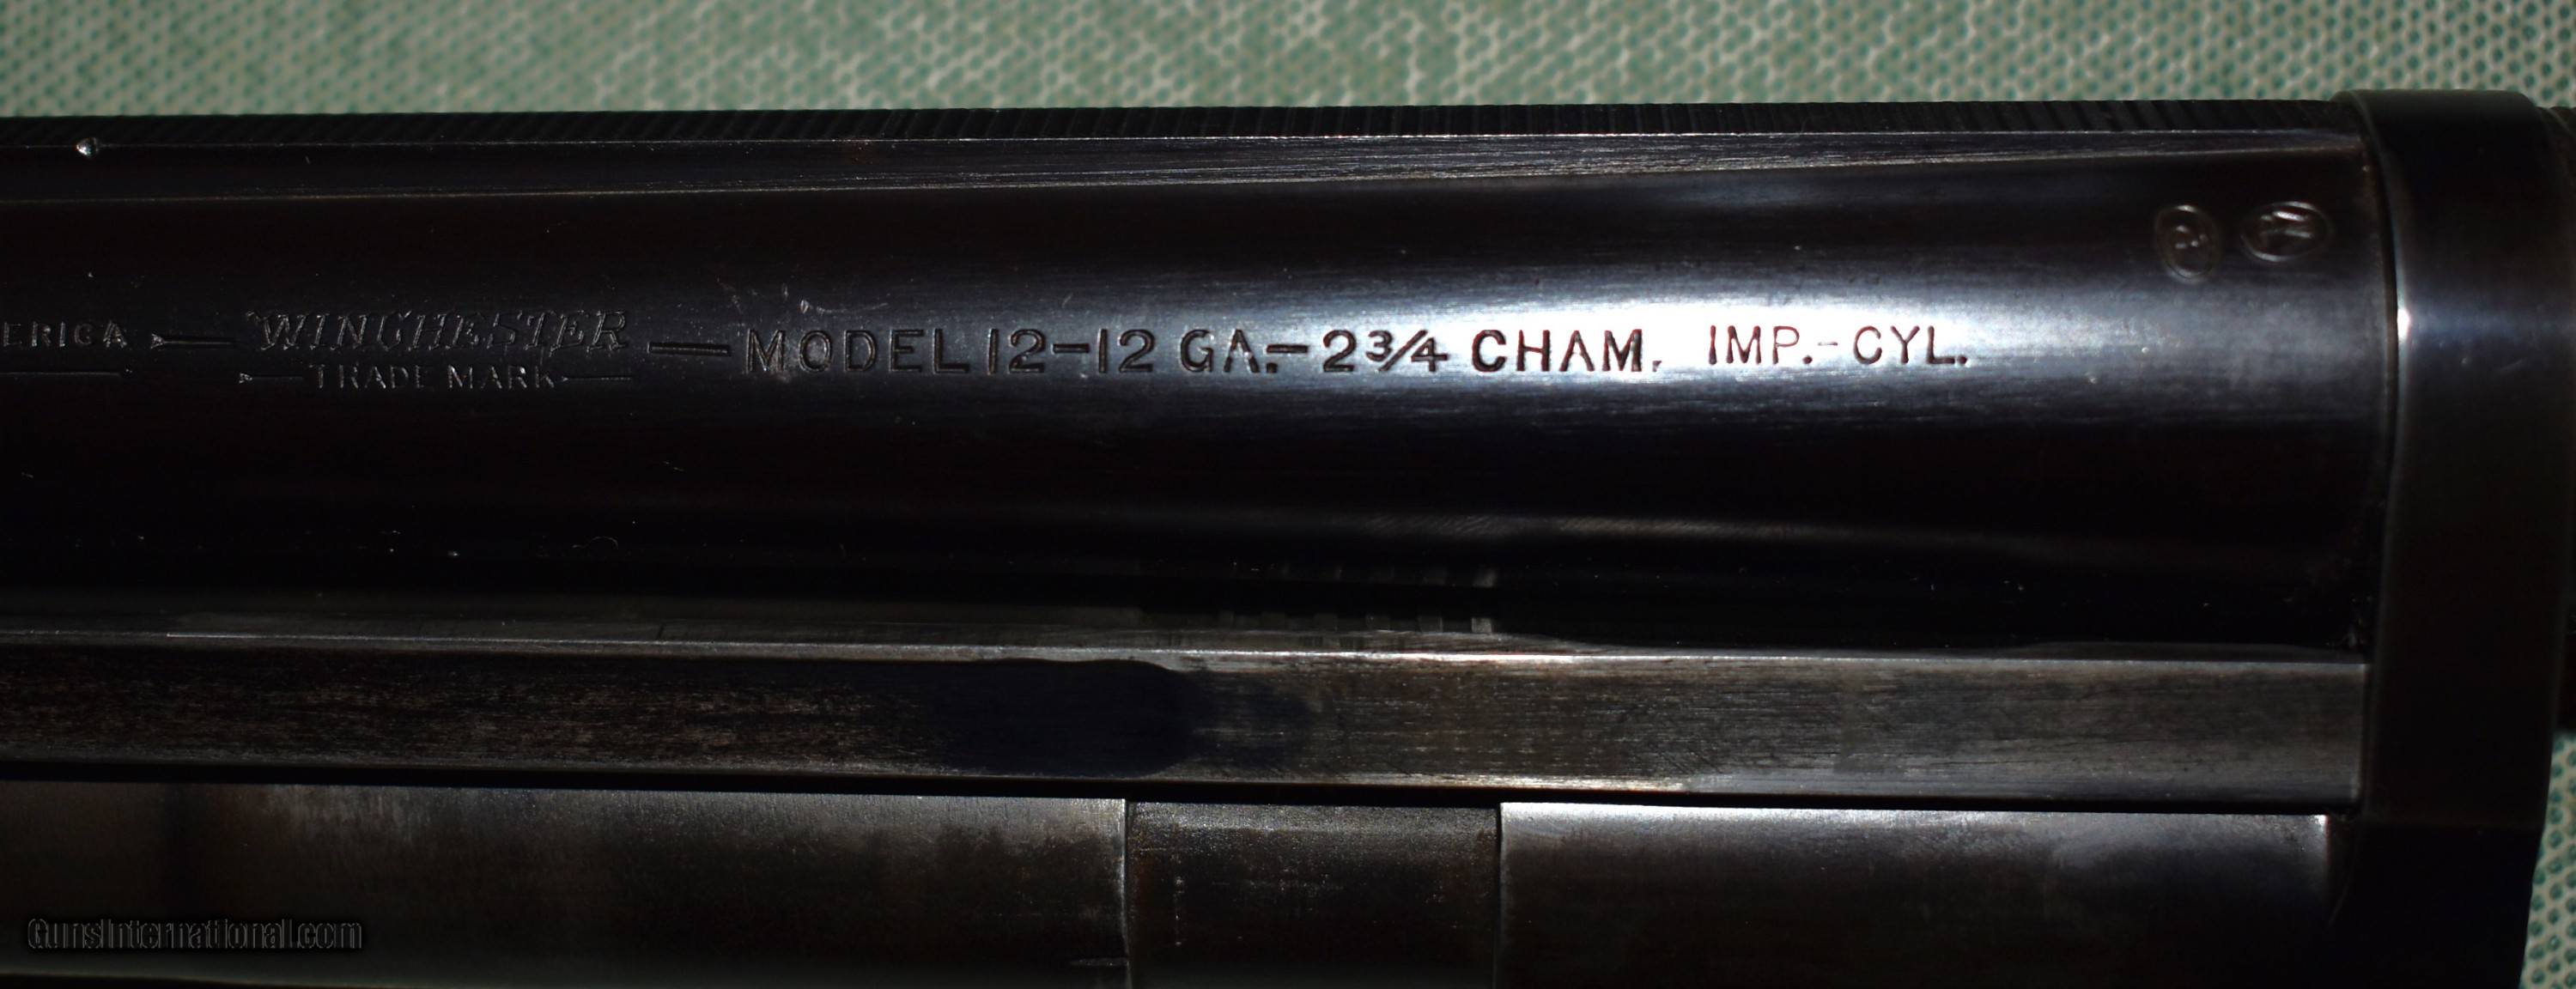 ERICA WINCHESTER — MODEL 12-12 GA.- 2¾ CHAM. IMP.-CYL.
TRADE MARK
GunsInternational.com